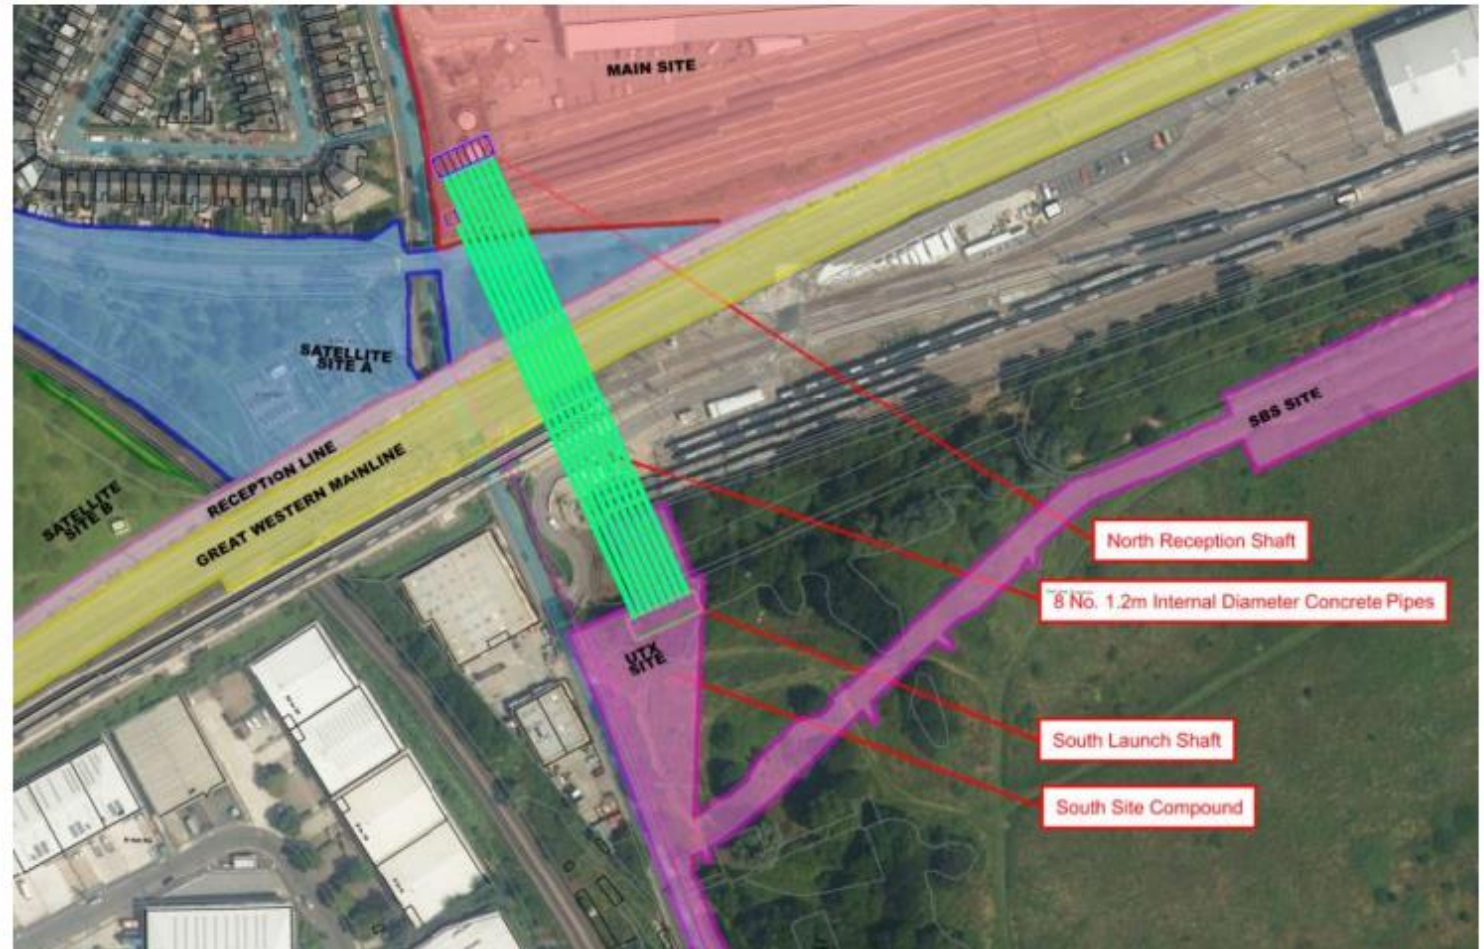 MAIN SITE
SATELLITE
SITE A
SBS SITE
RECEPTION LINE
GREAT WESTERN MAINLINE
SATELLITE
SITE B
North Reception Shaft
8 No. 1.2m Internal Diameter Concrete Pipes
UTX
SITE
South Launch Shaft
South Site Compound